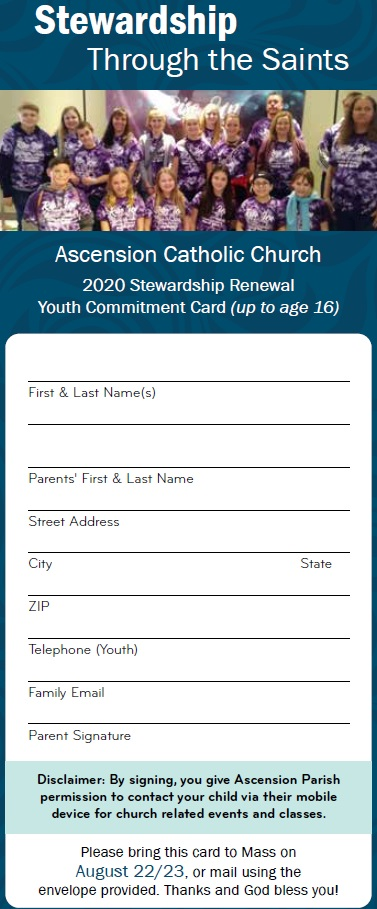 Stewardship
Through the Saints
Ascension Catholic Church
2020 Stewardship Renewal
Youth Commitment Card (up to age 16)
First & Last Name(s)
Parents' First & Last Name
Street Address
City State
ZIP
Telephone (Youth)
Family Email
Parent Signature
Disclaimer: By signing, you give Ascension Parish
permission to contact your child via their mobile
device for church related events and classes.
Please bring this card to Mass on
August 22/23, or mail using the
envelope provided. Thanks and God bless you!